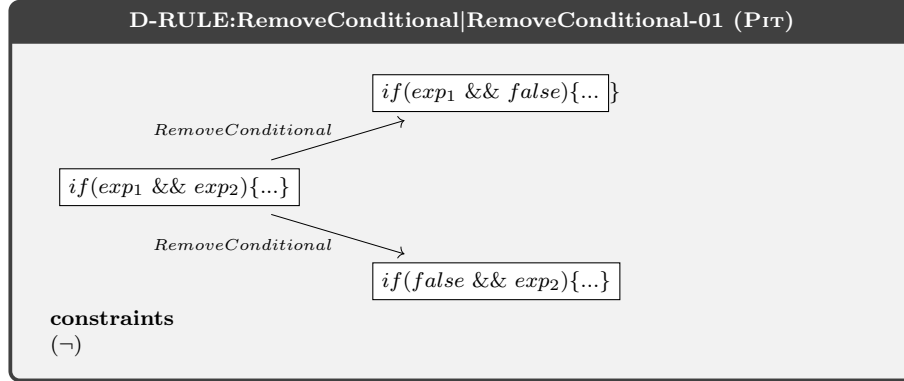 D-RULE:RemoveConditional|RemoveConditional-01 (PIT)
if(exp₁ && false){... }
RemoveConditional
if(exp₁ && exp₂){...}
RemoveConditional
if(false && exp₂){...}
constraints
(¬)